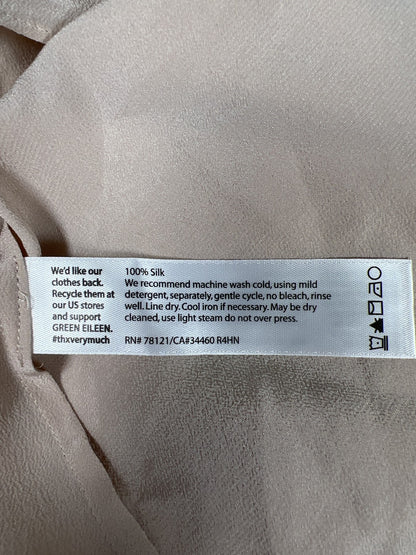 We'd like our
clothes back.
Recycle them at
our US stores
and support
GREEN EILEEN.
#thxverymuch
100% Silk
We recommend machine wash cold, using mild
detergent, separately, gentle cycle, no bleach, rinse
well. Line dry. Cool iron if necessary. May be dry
cleaned, use light steam do not over press.
RN# 78121/CA#34460 R4HN